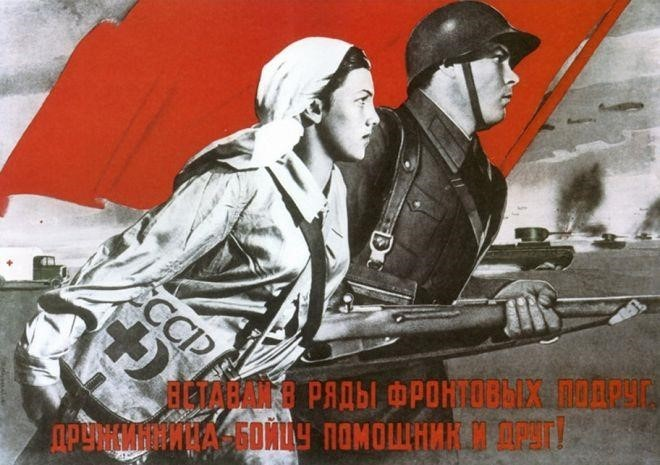 СССР
ВСТАВАЙ В РЯДЫ ФРОНТОВЫХ ПОДРУГ,
ДРУЖИННИЦА-БОЙЦУ ПОМОЩНИК И ДРУГ!